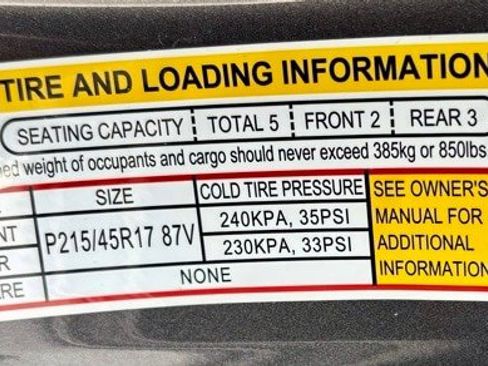 TIRE AND LOADING INFORMATION
SEATING CAPACITY TOTAL 5 FRONT 2 REAR 3
weight of occupants and cargo should never exceed 385kg or 850lbs
SIZE COLD TIRE PRESSURE SEE OWNER'S
MANUAL FOR
ADDITIONAL
INFORMATION
P215/45R17 87V 240KPA, 35PSI
230KPA, 33PSI
NONE